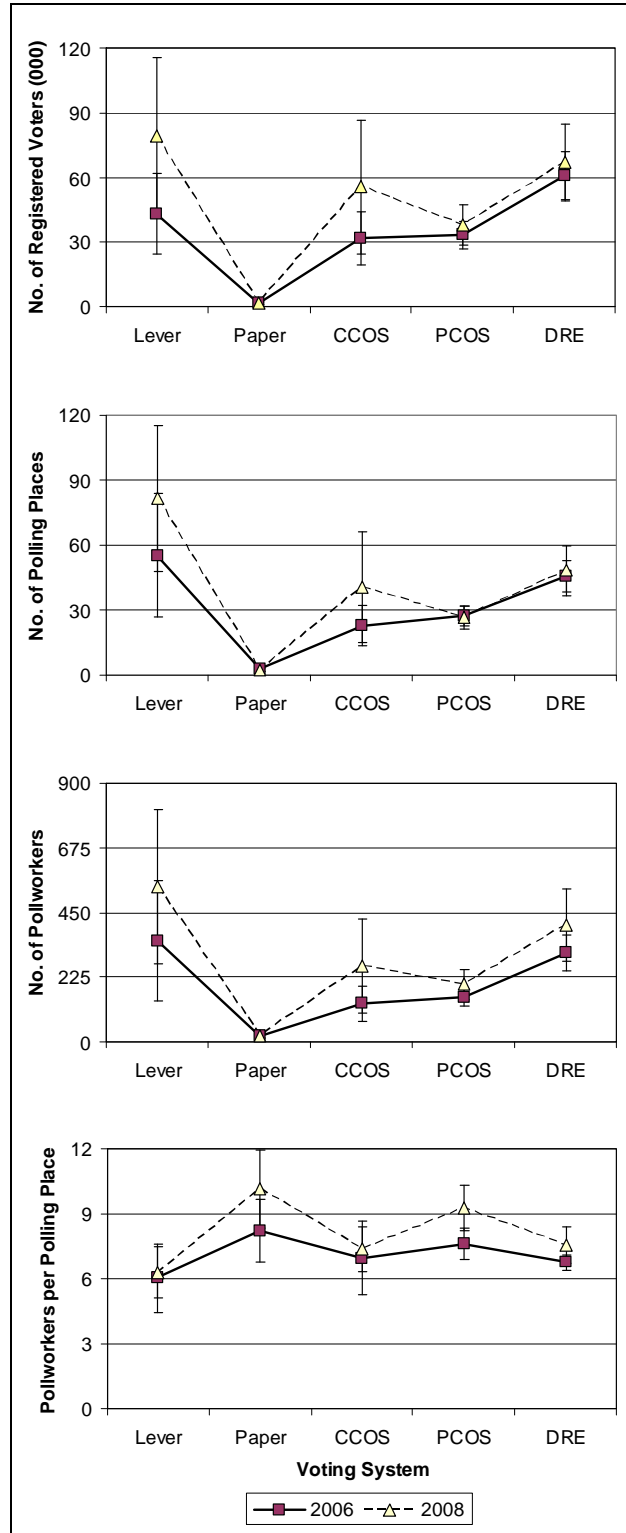 No. of Registered Voters (000)
120
90
60
30
0
Lever Paper CCOS PCOS DRE
No. of Polling Places
120
90
60
30
0
Lever Paper CCOS PCOS DRE
No. of Pollworkers
900
675
450
225
0
Lever Paper CCOS PCOS DRE
Pollworkers per Polling Place
12
9
6
3
0
Lever Paper CCOS PCOS DRE
Voting System
2006 2008